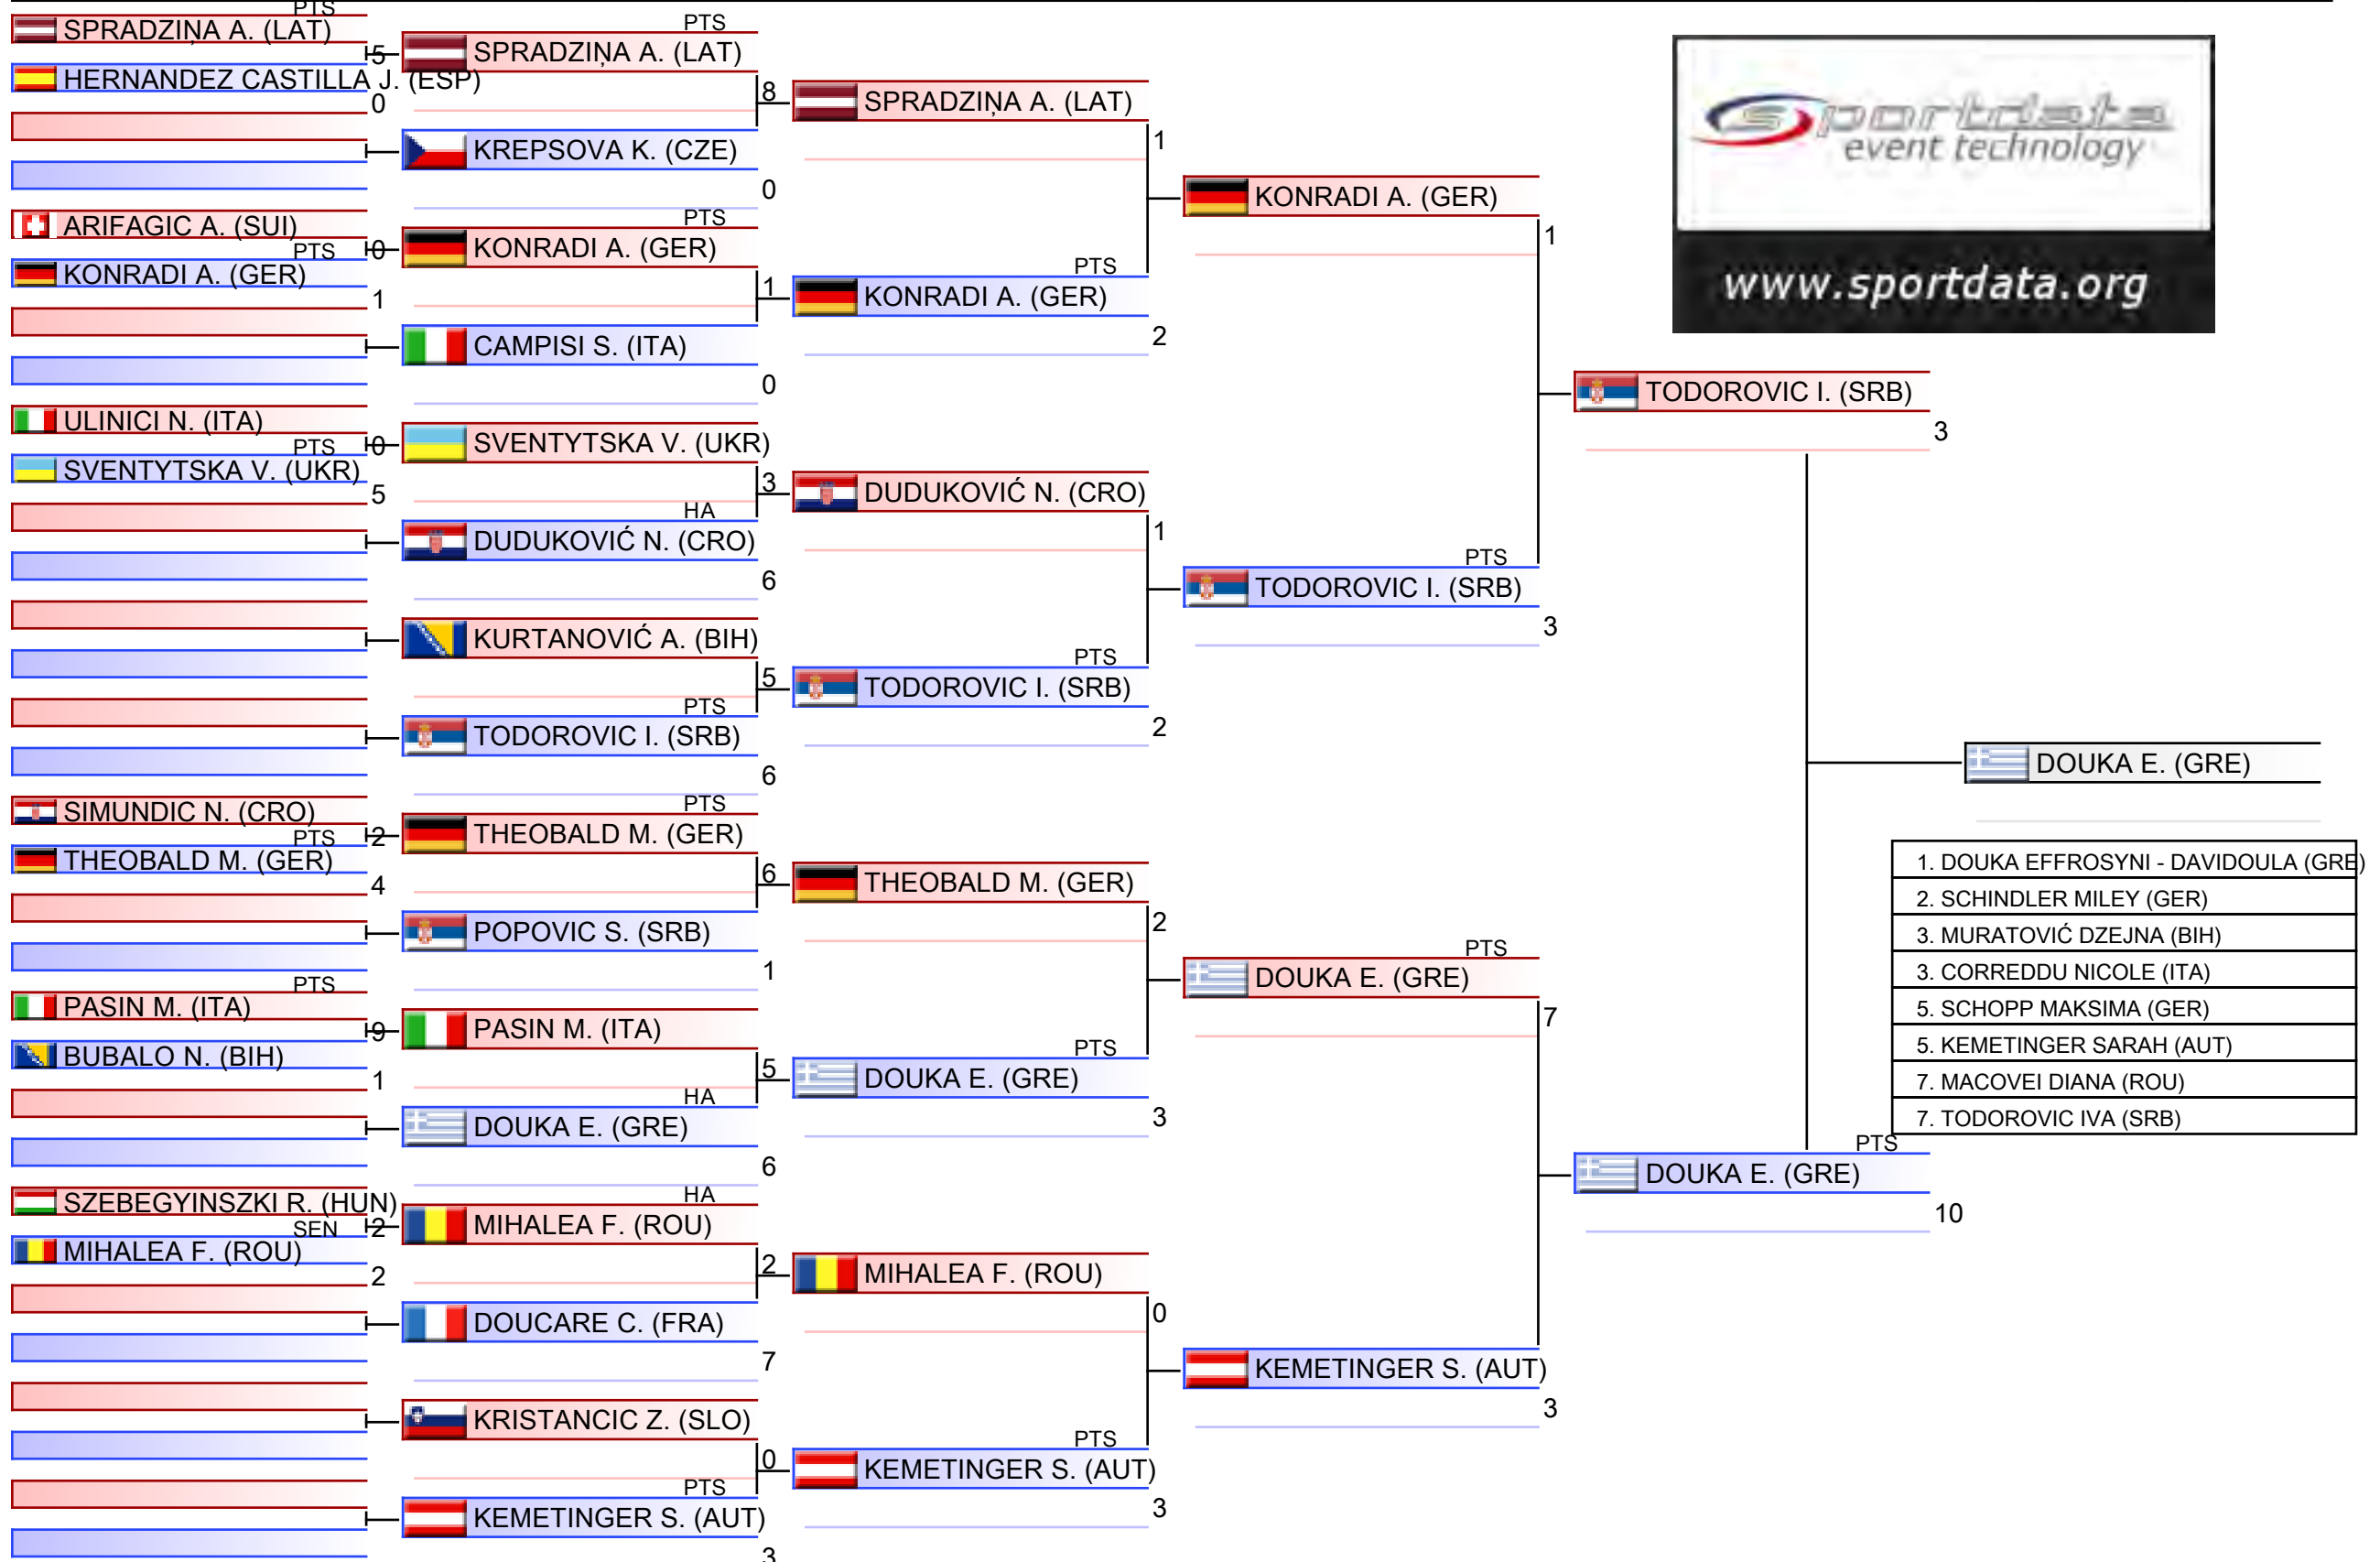 PTS
SPRADZIŅA A. (LAT)
5
HERNANDEZ CASTILLA J. (ESP)
0
ARIFAGIC A. (SUI)
0
PTS
KONRADI A. (GER)
1
ULINICI N. (ITA)
0
PTS
SVENTYTSKA V. (UKR)
5
SIMUNDIC N. (CRO)
2
PTS
THEOBALD M. (GER)
4
PTS
PASIN M. (ITA)
9
BUBALO N. (BIH)
1
SZEBEGYINSZKI R. (HUN)
2
SEN
MIHALEA F. (ROU)
2
PTS
SPRADZIŅA A. (LAT)
8
KREPSOVA K. (CZE)
0
PTS
KONRADI A. (GER)
1
CAMPISI S. (ITA)
0
SVENTYTSKA V. (UKR)
3
HA
DUDUKOVIĆ N. (CRO)
6
KURTANOVIĆ A. (BIH)
5
PTS
TODOROVIC I. (SRB)
6
PTS
THEOBALD M. (GER)
6
POPOVIC S. (SRB)
1
PASIN M. (ITA)
5
HA
DOUKA E. (GRE)
6
HA
MIHALEA F. (ROU)
2
DOUCARE C. (FRA)
7
KRISTANCIC Z. (SLO)
0
PTS
KEMETINGER S. (AUT)
3
SPRADZIŅA A. (LAT)
1
PTS
KONRADI A. (GER)
2
DUDUKOVIĆ N. (CRO)
1
PTS
TODOROVIC I. (SRB)
2
THEOBALD M. (GER)
2
PTS
DOUKA E. (GRE)
3
MIHALEA F. (ROU)
0
PTS
KEMETINGER S. (AUT)
3
KONRADI A. (GER)
1
PTS
TODOROVIC I. (SRB)
3
PTS
DOUKA E. (GRE)
7
KEMETINGER S. (AUT)
3
sportdata
event technology
www.sportdata.org
TODOROVIC I. (SRB)
3
PTS
DOUKA E. (GRE)
10
DOUKA E. (GRE)
1. DOUKA EFFROSYNI - DAVIDOULA (GRE)
2. SCHINDLER MILEY (GER)
3. MURATOVIĆ DZEJNA (BIH)
3. CORREDDU NICOLE (ITA)
5. SCHOPP MAKSIMA (GER)
5. KEMETINGER SARAH (AUT)
7. MACOVEI DIANA (ROU)
7. TODOROVIC IVA (SRB)